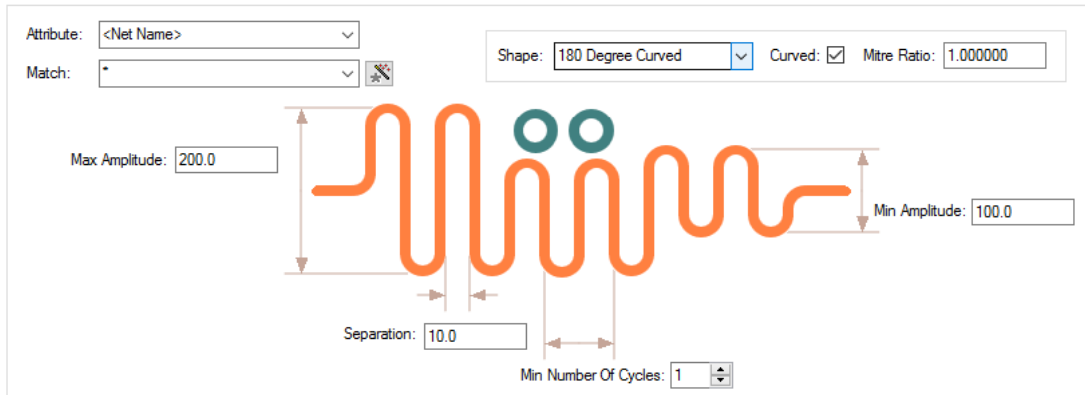 Attribute: <Net Name>
Shape: 180 Degree Curved Curved: Mitre Ratio: 1.000000
Match: *
Max Amplitude: 200.0
Min Amplitude: 100.0
Separation: 10.0
Min Number Of Cycles: 1